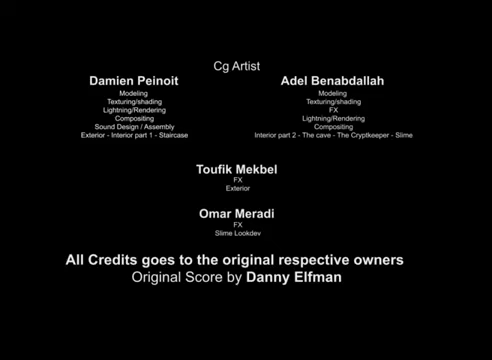 Cg Artist
Damien Peinoit
Modeling
Texturing/shading
Lightning/Rendering
Compositing
Sound Design / Assembly
Exterior - Interior part 1 - Staircase
Adel Benabdallah
Modeling
Texturing/shading
FX
Lightning/Rendering
Compositing
Interior part 2 - The cave - The Cryptkeeper - Slime
Toufik Mekbel
FX
Exterior
Omar Meradi
FX
Slime Lookdev
All Credits goes to the original respective owners
Original Score by Danny Elfman